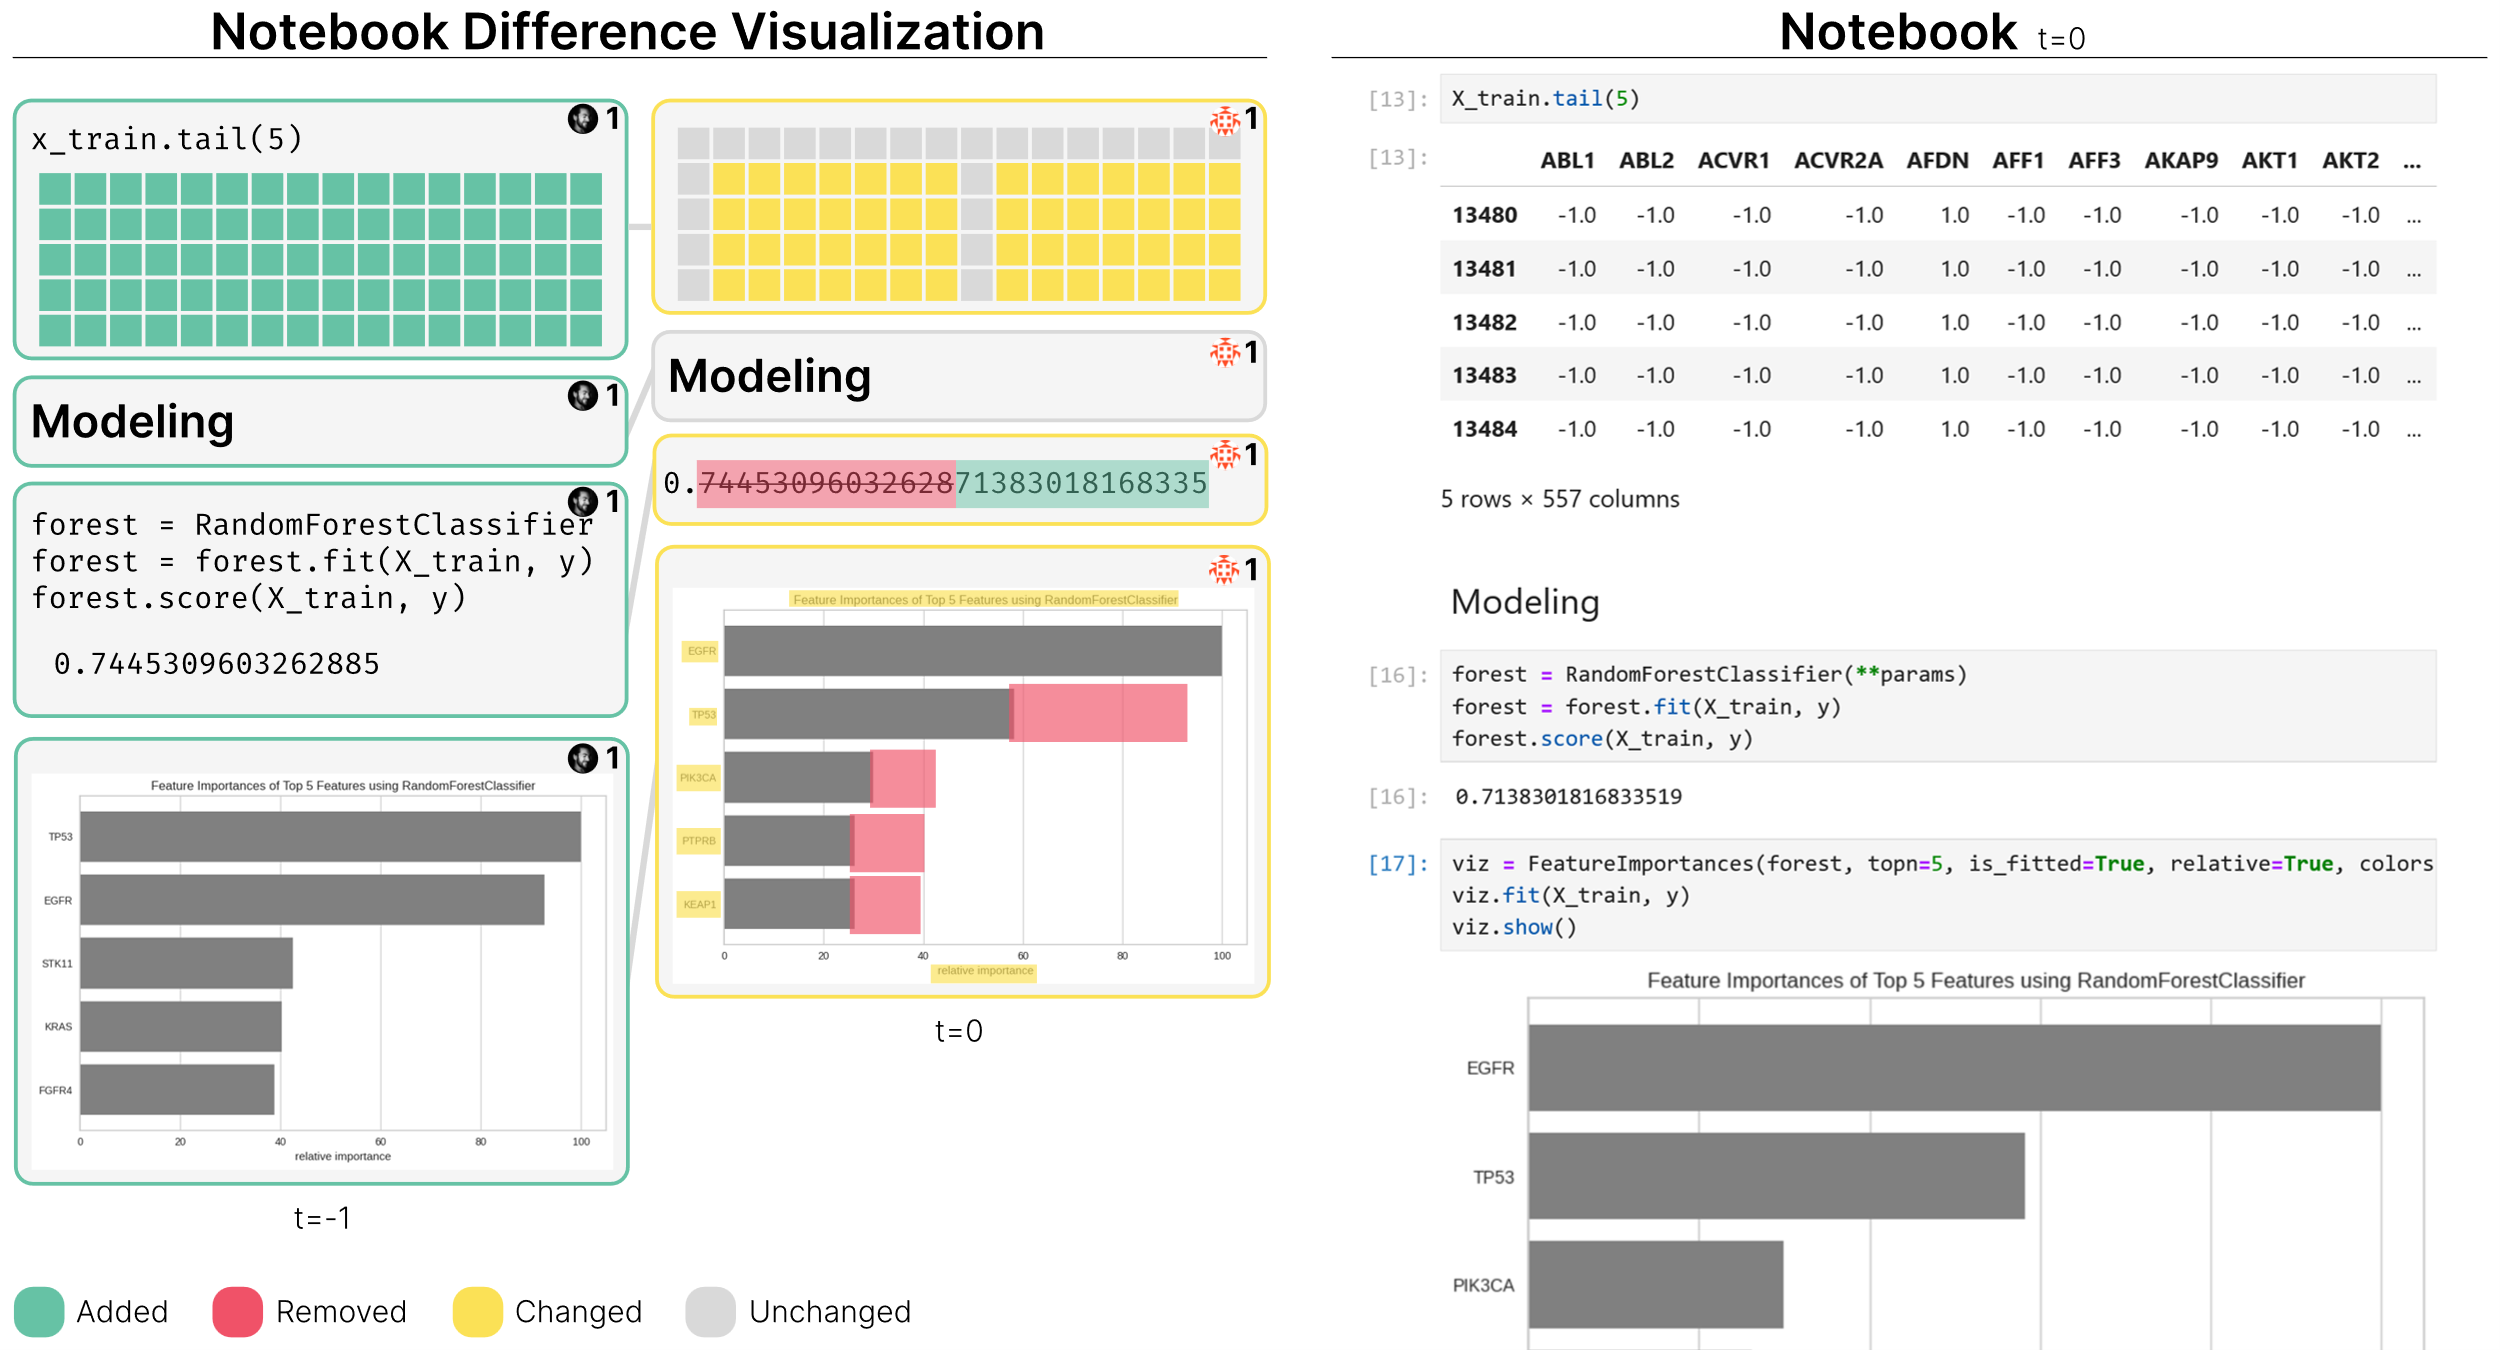 Notebook Difference Visualization
1
x_train.tail(5)
1
Modeling
1
forest = RandomForestClassifier
forest = forest.fit(X_train, y)
forest.score(X_train, y)
0.7445309603262885
1
Feature Importances of Top 5 Features using RandomForestClassifier
TP53
EGFR
STK11
KRAS
FGFR4
0 20 40 60 80 100
relative importance
t=-1
1
1
Modeling
1
0.7445309603262871383018168335
1
Feature Importances of Top 5 Features using RandomForestClassifier
EGFR
TP53
PIK3CA
PTPRB
KEAP1
0 20 40 60 80 100
relative importance
t=0
Added Removed Changed Unchanged
Notebook t=0
[13]: X_train.tail(5)
[13]: ABL1 ABL2 ACVR1 ACVR2A AFDN AFF1 AFF3 AKAP9 AKT1 AKT2 ...
13480 -1.0 -1.0 -1.0 -1.0 1.0 -1.0 -1.0 -1.0 -1.0 -1.0 ...
13481 -1.0 -1.0 -1.0 -1.0 1.0 -1.0 -1.0 -1.0 -1.0 -1.0 ...
13482 -1.0 -1.0 -1.0 -1.0 1.0 -1.0 -1.0 -1.0 -1.0 -1.0 ...
13483 -1.0 -1.0 -1.0 -1.0 1.0 -1.0 -1.0 -1.0 -1.0 -1.0 ...
13484 -1.0 -1.0 -1.0 -1.0 1.0 -1.0 -1.0 -1.0 -1.0 -1.0 ...
5 rows × 557 columns
Modeling
[16]: forest = RandomForestClassifier(**params)
forest = forest.fit(X_train, y)
forest.score(X_train, y)
[16]: 0.7138301816833519
[17]: viz = FeatureImportances(forest, topn=5, is_fitted=True, relative=True, colors
viz.fit(X_train, y)
viz.show()
Feature Importances of Top 5 Features using RandomForestClassifier
EGFR
TP53
PIK3CA